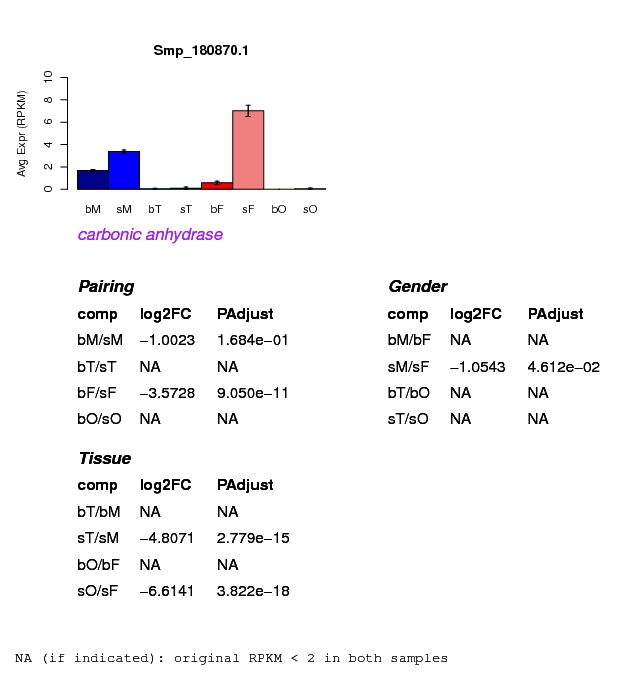 Smp_180870.1
Avg Expr (RPKM)
10
8
6
4
2
0
bM sM bT sT bF sF bO sO
carbonic anhydrase
Pairing
comp log2FC PAdjust
bM/sM −1.0023 1.684e−01
bT/sT NA NA
bF/sF −3.5728 9.050e−11
bO/sO NA NA
Gender
comp log2FC PAdjust
bM/bF NA NA
sM/sF −1.0543 4.612e−02
bT/bO NA NA
sT/sO NA NA
Tissue
comp log2FC PAdjust
bT/bM NA NA
sT/sM −4.8071 2.779e−15
bO/bF NA NA
sO/sF −6.6141 3.822e−18
NA (if indicated): original RPKM < 2 in both samples